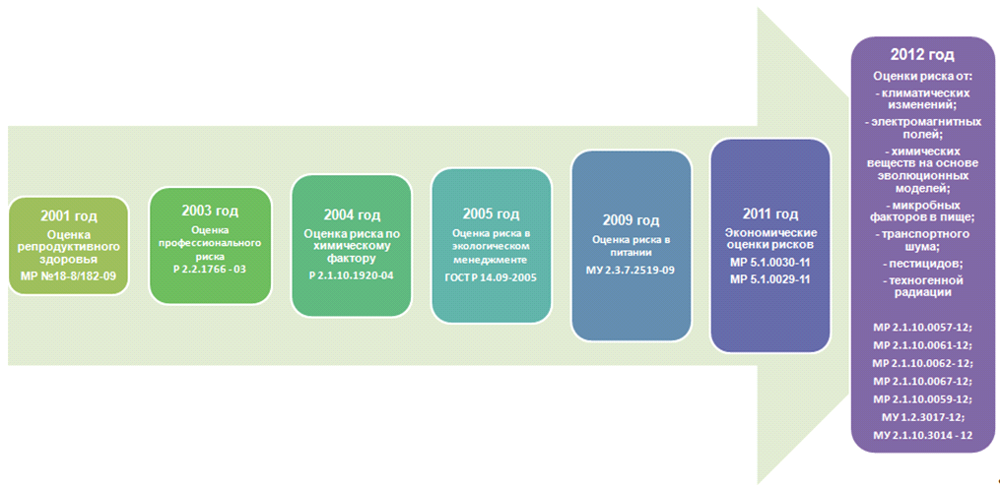 2001 год
Оценка
репродуктивного
здоровья
МР №18-8/182-09
2003 год
Оценка
профессионального
риска
Р 2.2.1766 - 03
2004 год
Оценка риска по
химическому
фактору
Р 2.1.10.1920-04
2005 год
Оценка риска в
экологическом
менеджменте
ГОСТ Р 14.09-2005
2009 год
Оценка риска в
питании
МУ 2.3.7.2519-09
2011 год
Экономические
оценки рисков
МР 5.1.0030-11
МР 5.1.0029-11
2012 год
Оценки риска от:
- климатических
изменений;
- электромагнитных
полей;
- химических
веществ на основе
эволюционных
моделей;
- микробных
факторов в пище;
- транспортного
шума;
- пестицидов;
- техногенной
радиации
МР 2.1.10.0057-12;
МР 2.1.10.0061-12;
МР 2.1.10.0062- 12;
МР 2.1.10.0067-12;
МР 2.1.10.0059-12;
МУ 1.2.3017-12;
МУ 2.1.10.3014 - 12